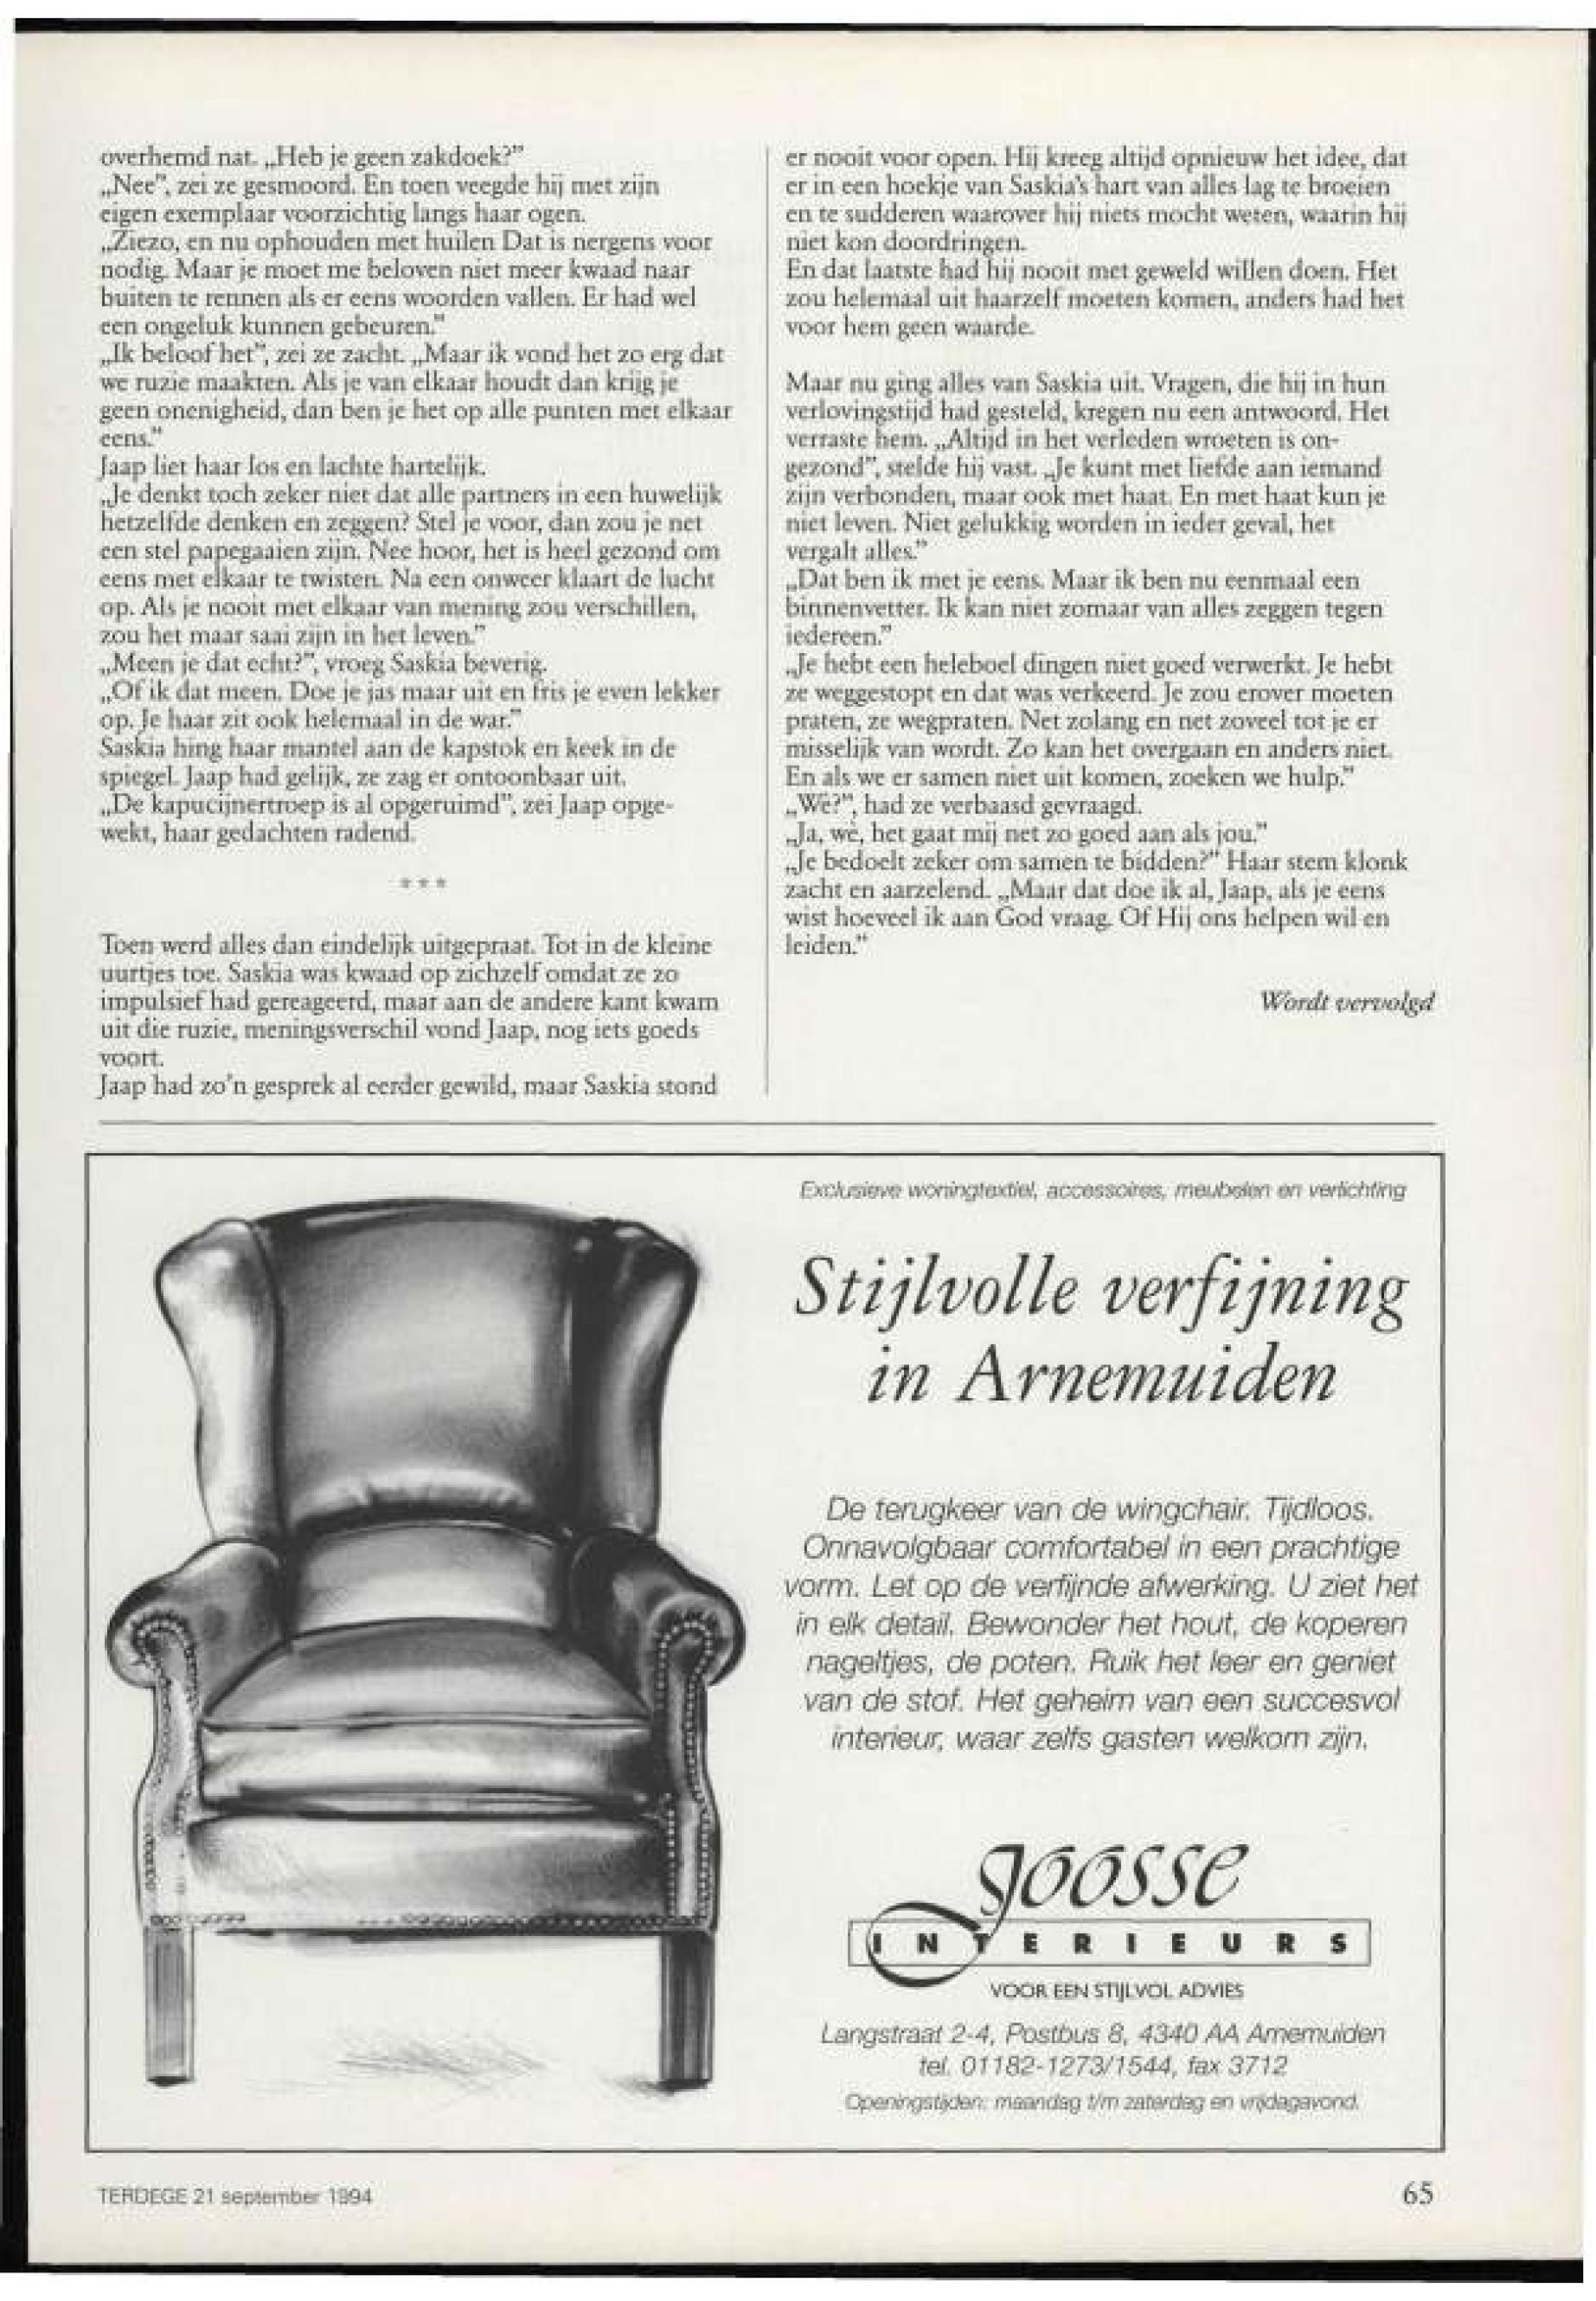 overhemd nat. „Heb je geen zakdoek?”
„Nee”, zei ze gesmoord. En toen veegde hij met zijn
eigen exemplaar voorzichtig langs haar ogen.
„Ziezo, en nu ophouden met huilen Dat is nergens voor
nodig. Maar je moet me beloven niet meer kwaad naar
buiten te rennen als er eens woorden vallen. Er had wel
een ongeluk kunnen gebeuren.”
„Ik beloof het”, zei ze zacht. „Maar ik vond het zo erg dat
we ruzie maakten. Als je van elkaar houdt dan krijg je
geen onenigheid, dan ben je het op alle punten met elkaar
eens.”
Jaap liet haar los en lachte hartelijk.
„Je denkt toch zeker niet dat alle partners in een huwelijk
hetzelfde denken en zeggen? Stel je voor, dan zou je net
een stel papegaaien zijn. Nee hoor, het is heel gezond om
eens met elkaar te twisten. Na een onweer klaart de lucht
op. Als je nooit met elkaar van mening zou verschillen,
zou het maar saai zijn in het leven.”
„Meen je dat echt?”, vroeg Saskia beverig.
„Of ik dat meen. Doe je jas maar uit en fris je even lekker
op. Je haar zit ook helemaal in de war.”
Saskia hing haar mantel aan de kapstok en keek in de
spiegel. Jaap had gelijk, ze zag er ontoonbaar uit.
„De kapucijnertroep is al opgeruimd”, zei Jaap opge-
wekt, haar gedachten radend.
***
Toen werd alles dan eindelijk uitgepraat. Tot in de kleine
uurtjes toe. Saskia was kwaad op zichzelf omdat ze zo
impulsief had gereageerd, maar aan de andere kant kwam
uit die ruzie, meningsverschil vond Jaap, nog iets goeds
voort.
Jaap had zo'n gesprek al eerder gewild, maar Saskia stond
er nooit voor open. Hij kreeg altijd opnieuw het idee, dat
er in een hoekje van Saskia's hart van alles lag te broeien
en te sudderen waarover hij niets mocht weten, waarin hij
niet kon doordringen.
En dat laatste had hij nooit met geweld willen doen. Het
zou helemaal uit haarzelf moeten komen, anders had het
voor hem geen waarde.
Maar nu ging alles van Saskia uit. Vragen, die hij in hun
verlovingstijd had gesteld, kregen nu een antwoord. Het
verraste hem. „Altijd in het verleden wroeten is on-
gezond”, stelde hij vast. „Je kunt met liefde aan iemand
zijn verbonden, maar ook met haat. En met haat kun je
niet leven. Niet gelukkig worden in ieder geval, het
vergalt alles.”
„Dat ben ik met je eens. Maar ik ben nu eenmaal een
binnenvetter. Ik kan niet zomaar van alles zeggen tegen
iedereen.”
„Je hebt een heleboel dingen niet goed verwerkt. Je hebt
ze weggestopt en dat was verkeerd. Je zou erover moeten
praten, ze wegpraten. Net zolang en net zoveel tot je er
misselijk van wordt. Zo kan het overgaan en anders niet.
En als we er samen niet uit komen, zoeken we hulp.”
„Wé?”, had ze verbaasd gevraagd.
„Ja, wé, het gaat mij net zo goed aan als jou.”
„Je bedoelt zeker om samen te bidden?” Haar stem klonk
zacht en aarzelend. „Maar dat doe ik al, Jaap, als je eens
wist hoeveel ik aan God vraag. Of Hij ons helpen wil en
leiden.”
Wordt vervolgd
Exclusieve woningtextiel, accessoires, meubelen en verlichting
Stijlvolle verfijning
in Arnemuiden
De terugkeer van de wingchair. Tijdloos.
Onnavolgbaar comfortabel in een prachtige
vorm. Let op de verfijnde afwerking. U ziet het
in elk detail. Bewonder het hout, de koperen
nageltjes, de poten. Ruik het leer en geniet
van de stof. Het geheim van een succesvol
interieur, waar zelfs gasten welkom zijn.
Joosse
INTERIEURS
VOOR EEN STIJLVOL ADVIES
Langstraat 2-4, Postbus 8, 4340 AA Arnemuiden
tel. 01182-1273/1544, fax 3712
Openingstijden: maandag t/m zaterdag en vrijdagavond.
TERDEGE 21 september 1994
65